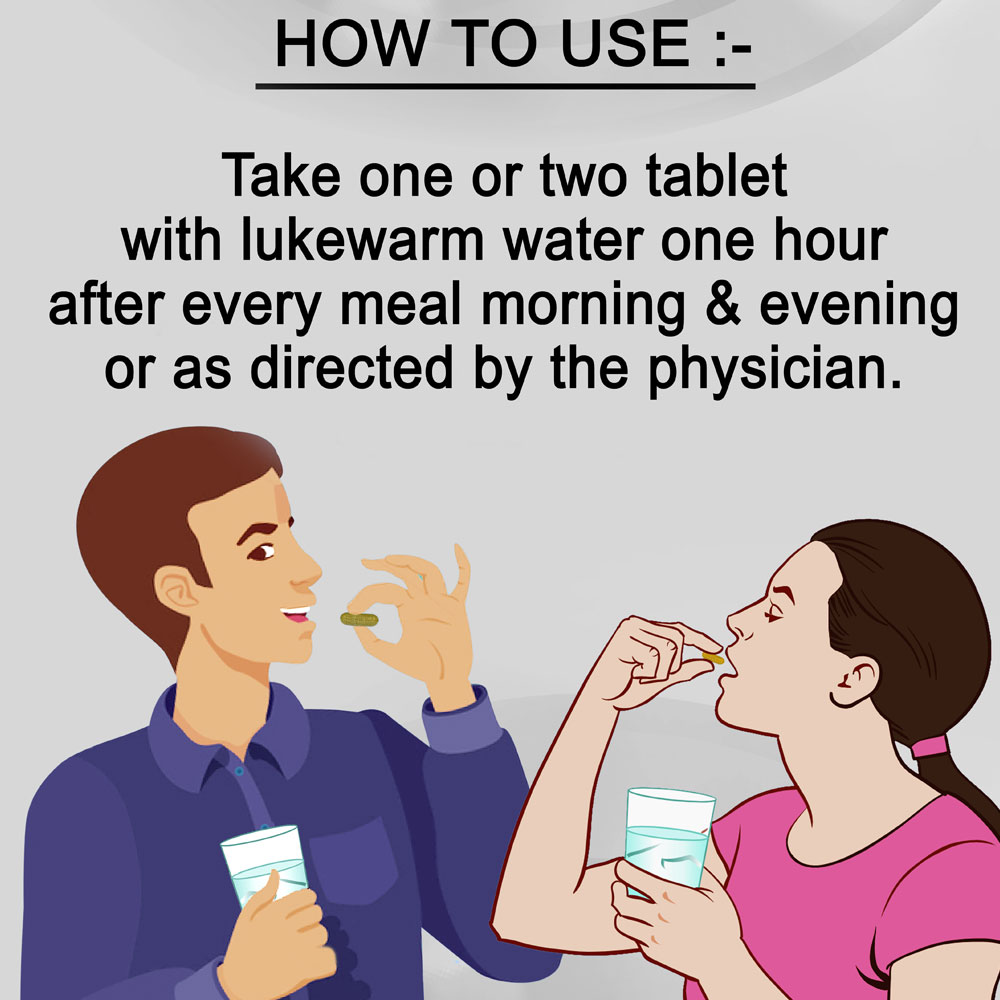 HOW TO USE :-
Take one or two tablet
with lukewarm water one hour
after every meal morning & evening
or as directed by the physician.